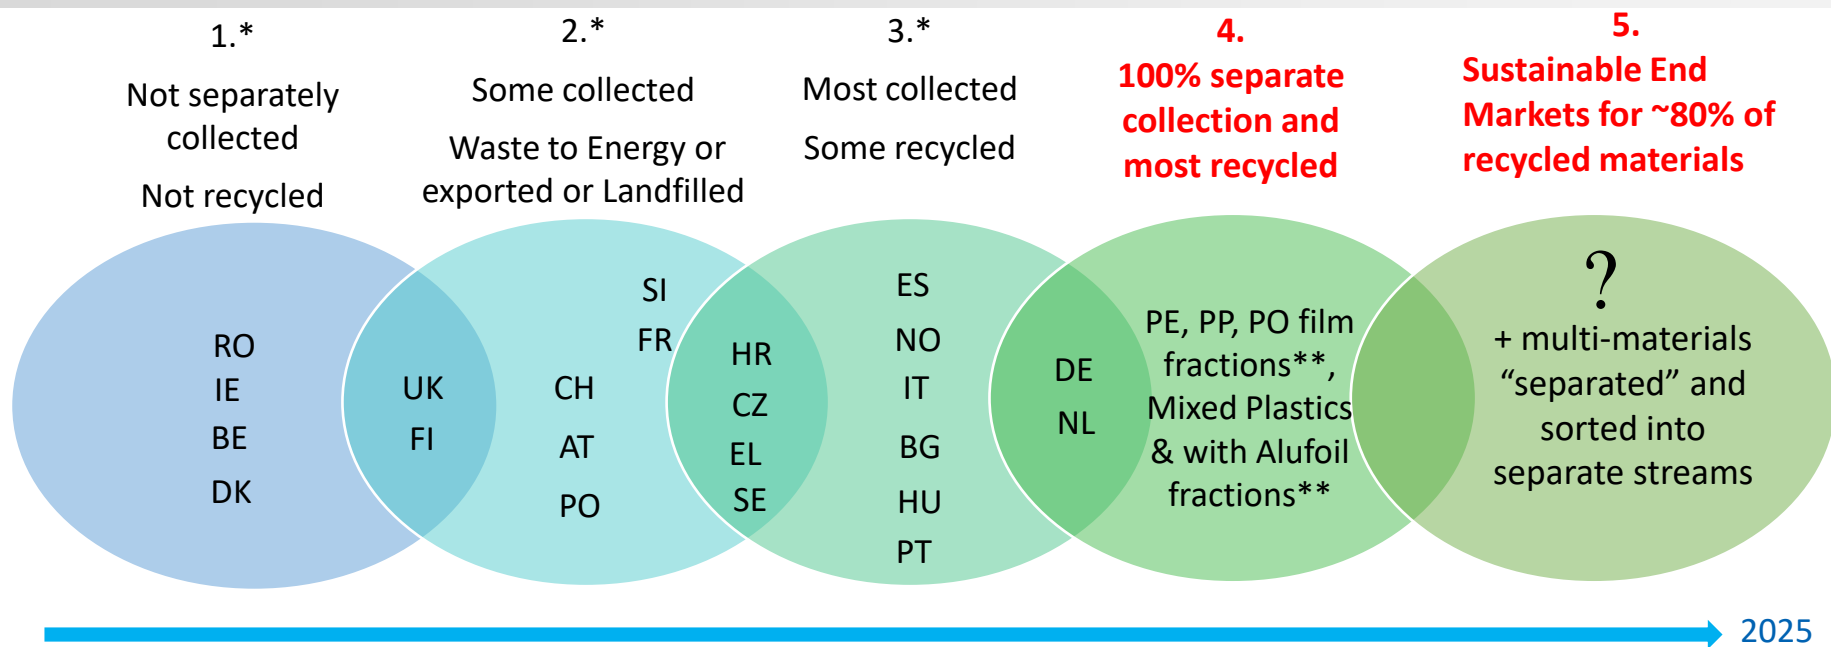 1.*
Not separately
collected
Not recycled
2.*
Some collected
Waste to Energy or
exported or Landfilled
3.*
Most collected
Some recycled
4.
100% separate
collection and
most recycled
5.
Sustainable End
Markets for ~80% of
recycled materials
RO
IE
BE
DK
UK
FI
SI
FR
CH
AT
PO
HR
CZ
EL
SE
ES
NO
IT
BG
HU
PT
DE
NL
PE, PP, PO film
fractions**,
Mixed Plastics
& with Alufoil
fractions**
?
+ multi-materials
“separated” and
sorted into
separate streams
2025